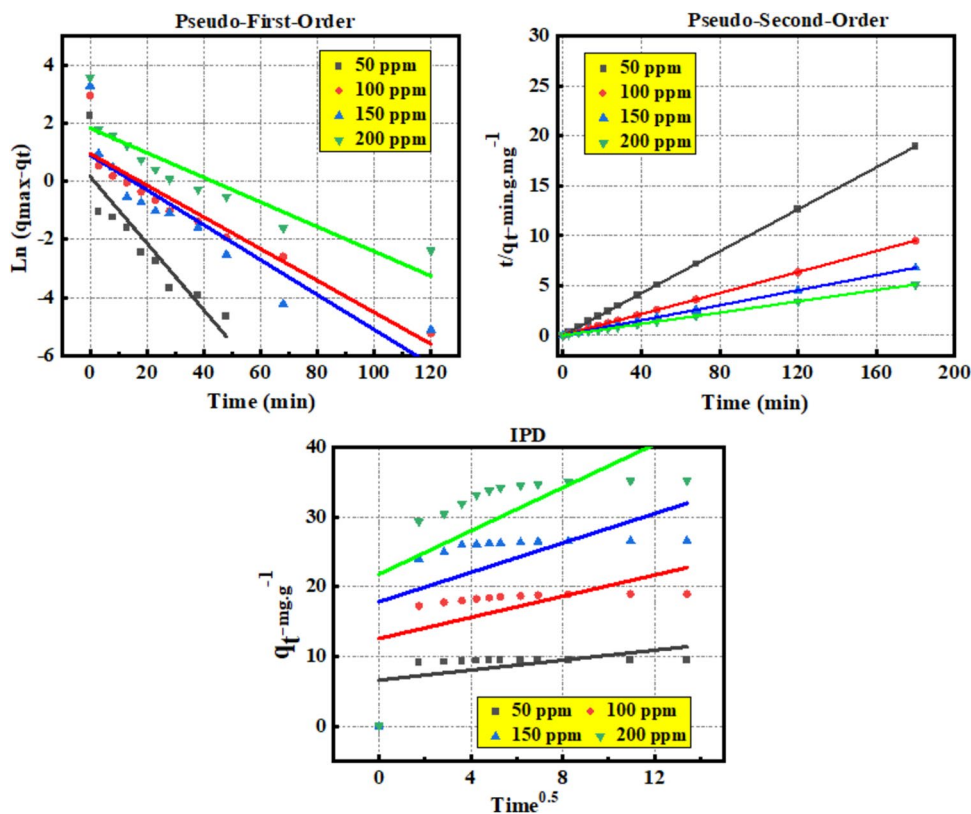 Pseudo-First-Order
4
2
0
-2
-4
-6
0 20 40 60 80 100 120
Ln (qmax-qt)
Time (min)
50 ppm
100 ppm
150 ppm
200 ppm
Pseudo-Second-Order
30
25
20
15
10
5
0
0 40 80 120 160 200
t/qt-min.g.mg-1
Time (min)
50 ppm
100 ppm
150 ppm
200 ppm
IPD
40
30
20
10
0
0 4 8 12
qt-mg.g-1
Time0.5
50 ppm 100 ppm
150 ppm 200 ppm